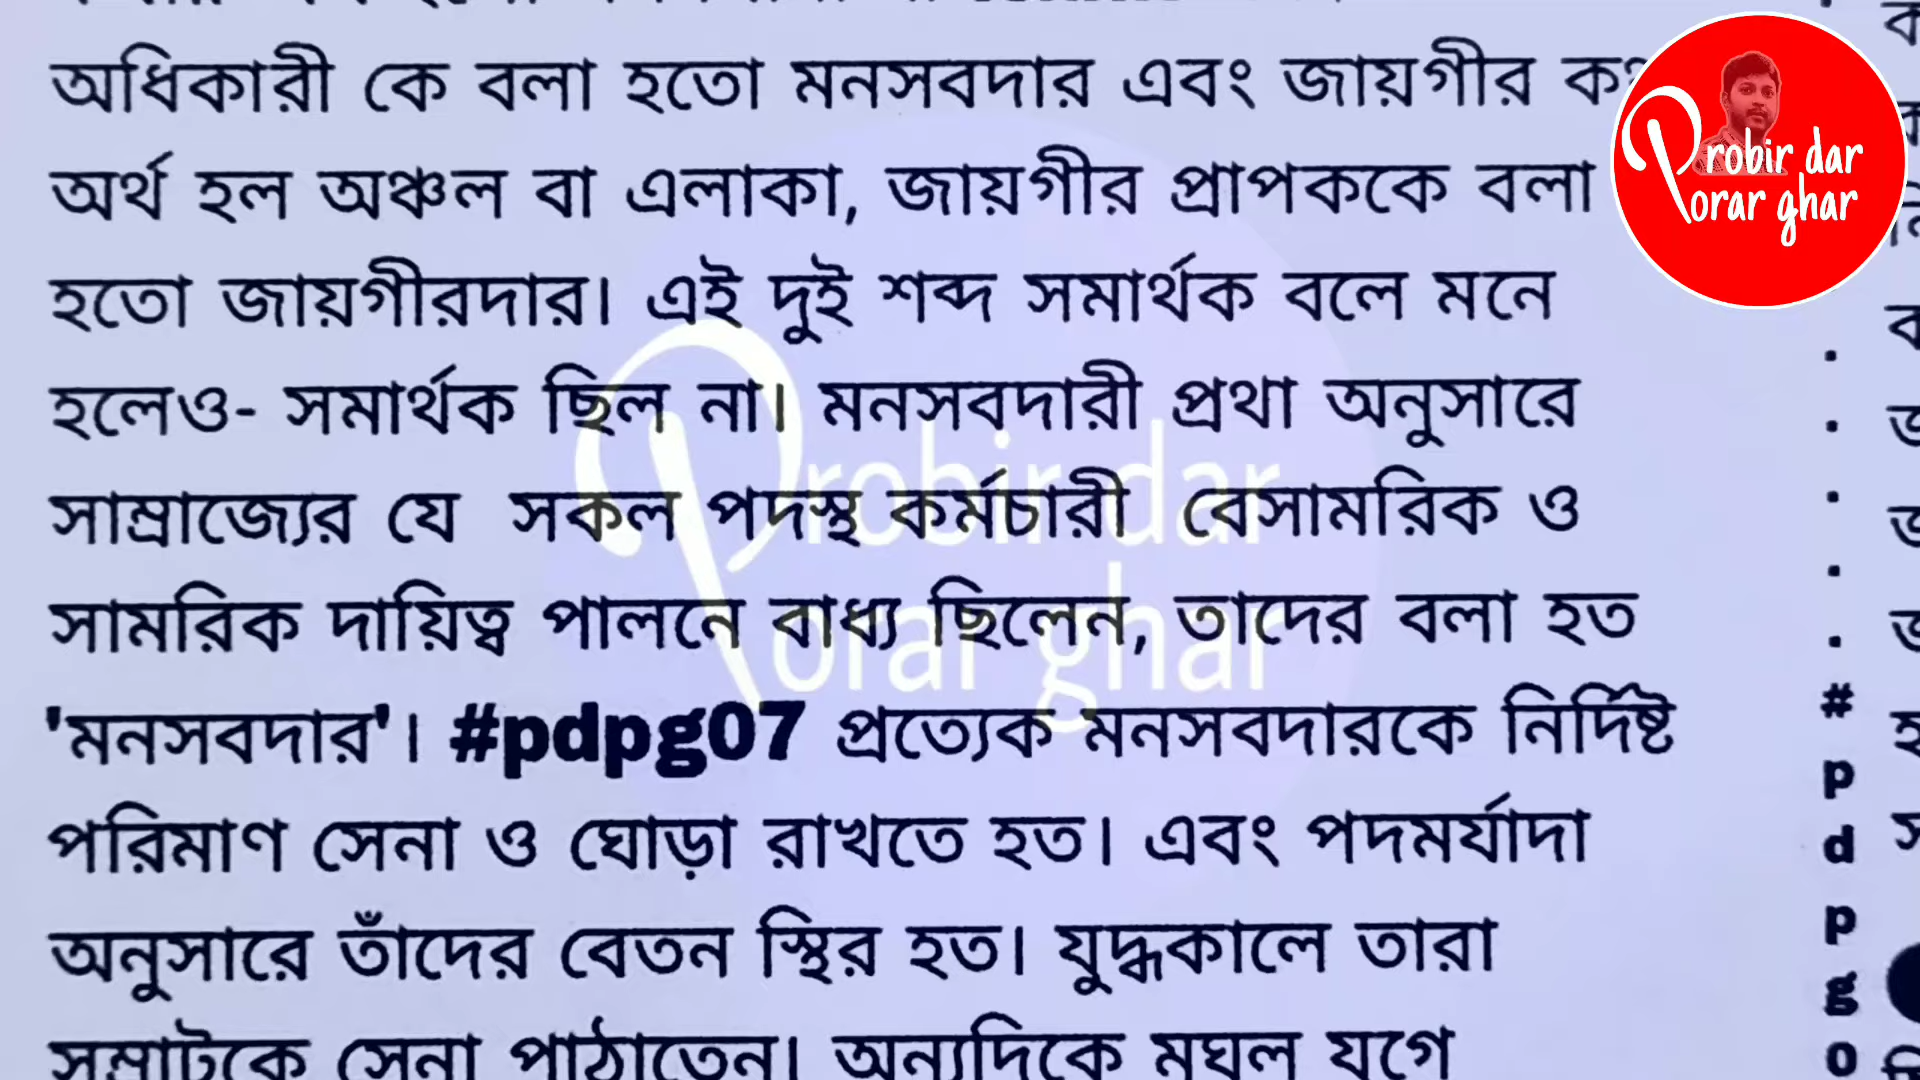 অধিকারী কে বলা হতো মনসবদার এবং জায়গীর
অর্থ হল অঞ্চল বা এলাকা, জায়গীর প্রাপককে বলা
হতো জায়গীরদার। এই দুই শব্দ সমার্থক বলে মনে
হলেও- সমার্থক ছিল না। মনসবদারী প্রথা অনুসারে
সাম্রাজ্যের যে সকল পদস্থ কর্মচারী বেসামরিক ও
সামরিক দায়িত্ব পালনে বাধ্য ছিলেন, তাদের বলা হত
'মনসবদার'। #pdpg07 প্রত্যেক মনসবদারকে নির্দিষ্ট
পরিমাণ সেনা ও ঘোড়া রাখতে হত। এবং পদমর্যাদা
অনুসারে তাঁদের বেতন স্থির হত। যুদ্ধকালে তারা
সম্রাটকে সেনা পাঠাতেন। অন্যদিকে মুঘল যুগে
Probir dar
Porar ghar
Probir dar
Porar ghar
#pdpg0